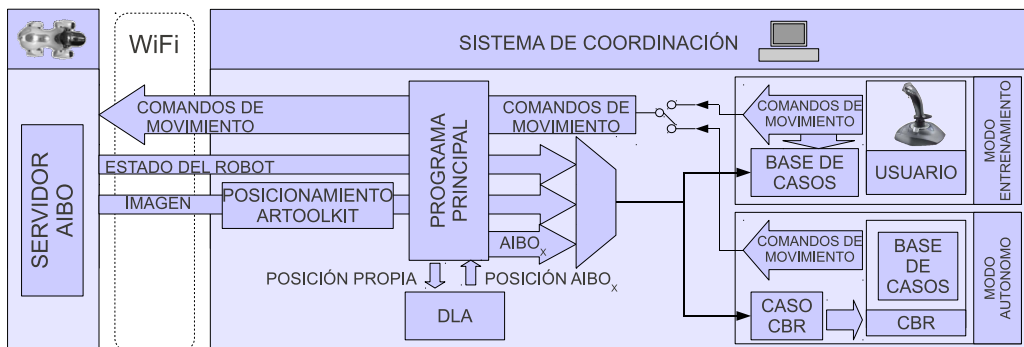 WiFi
SISTEMA DE COORDINACIÓN
SERVIDOR
AIBO
COMANDOS DE
MOVIMIENTO
ESTADO DEL ROBOT
IMAGEN
POSICIONAMIENTO
ARTOOLKIT
PROGRAMA
PRINCIPAL
COMANDOS DE
MOVIMIENTO
AIBOX
POSICIÓN PROPIA
POSICIÓN AIBOX
DLA
COMANDOS DE
MOVIMIENTO
BASE DE
CASOS
USUARIO
MODO
ENTRENAMIENTO
COMANDOS DE
MOVIMIENTO
BASE
DE
CASOS
CASO
CBR
CBR
MODO
AUTONOMO